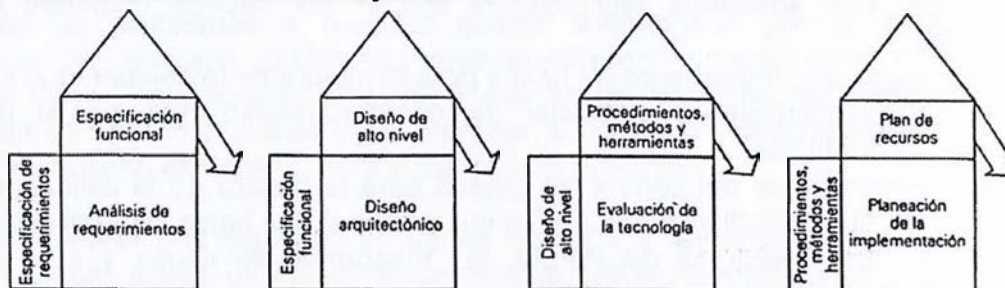 Especificación
funcional
Especificación de
requerimientos
Análisis de
requerimientos
Diseño de
alto nivel
Especificación
funcional
Diseño
arquitectónico
Procedimientos,
métodos y
herramientas
Diseño de
alto nivel
Evaluación de
la tecnología
Plan de
recursos
Procedimientos,
métodos y
herramientas
Planeación
de la
implementación